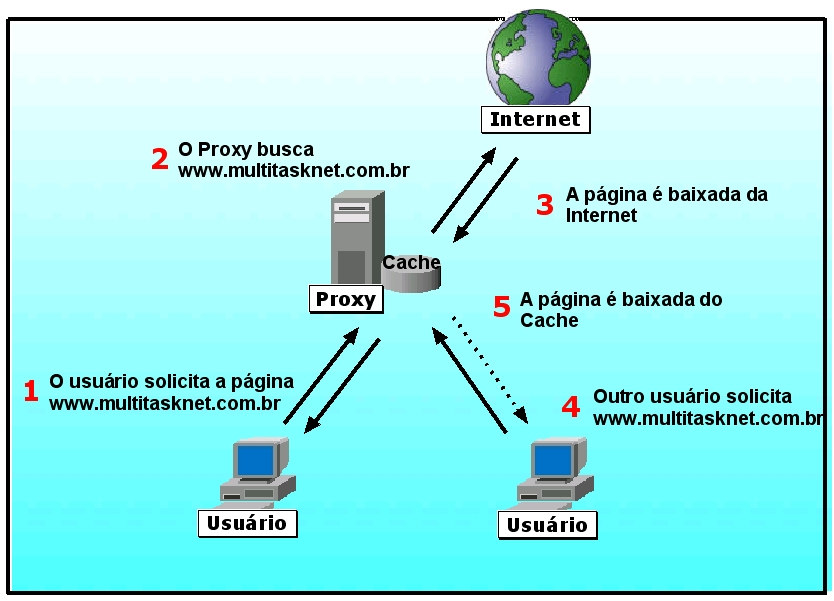 Internet
2 O Proxy busca
www.multitasknet.com.br
3 A página é baixada da
Internet
Cache
Proxy
5 A página é baixada do
Cache
1 O usuário solicita a página
www.multitasknet.com.br
4 Outro usuário solicita
www.multitasknet.com.br
Usuário
Usuário